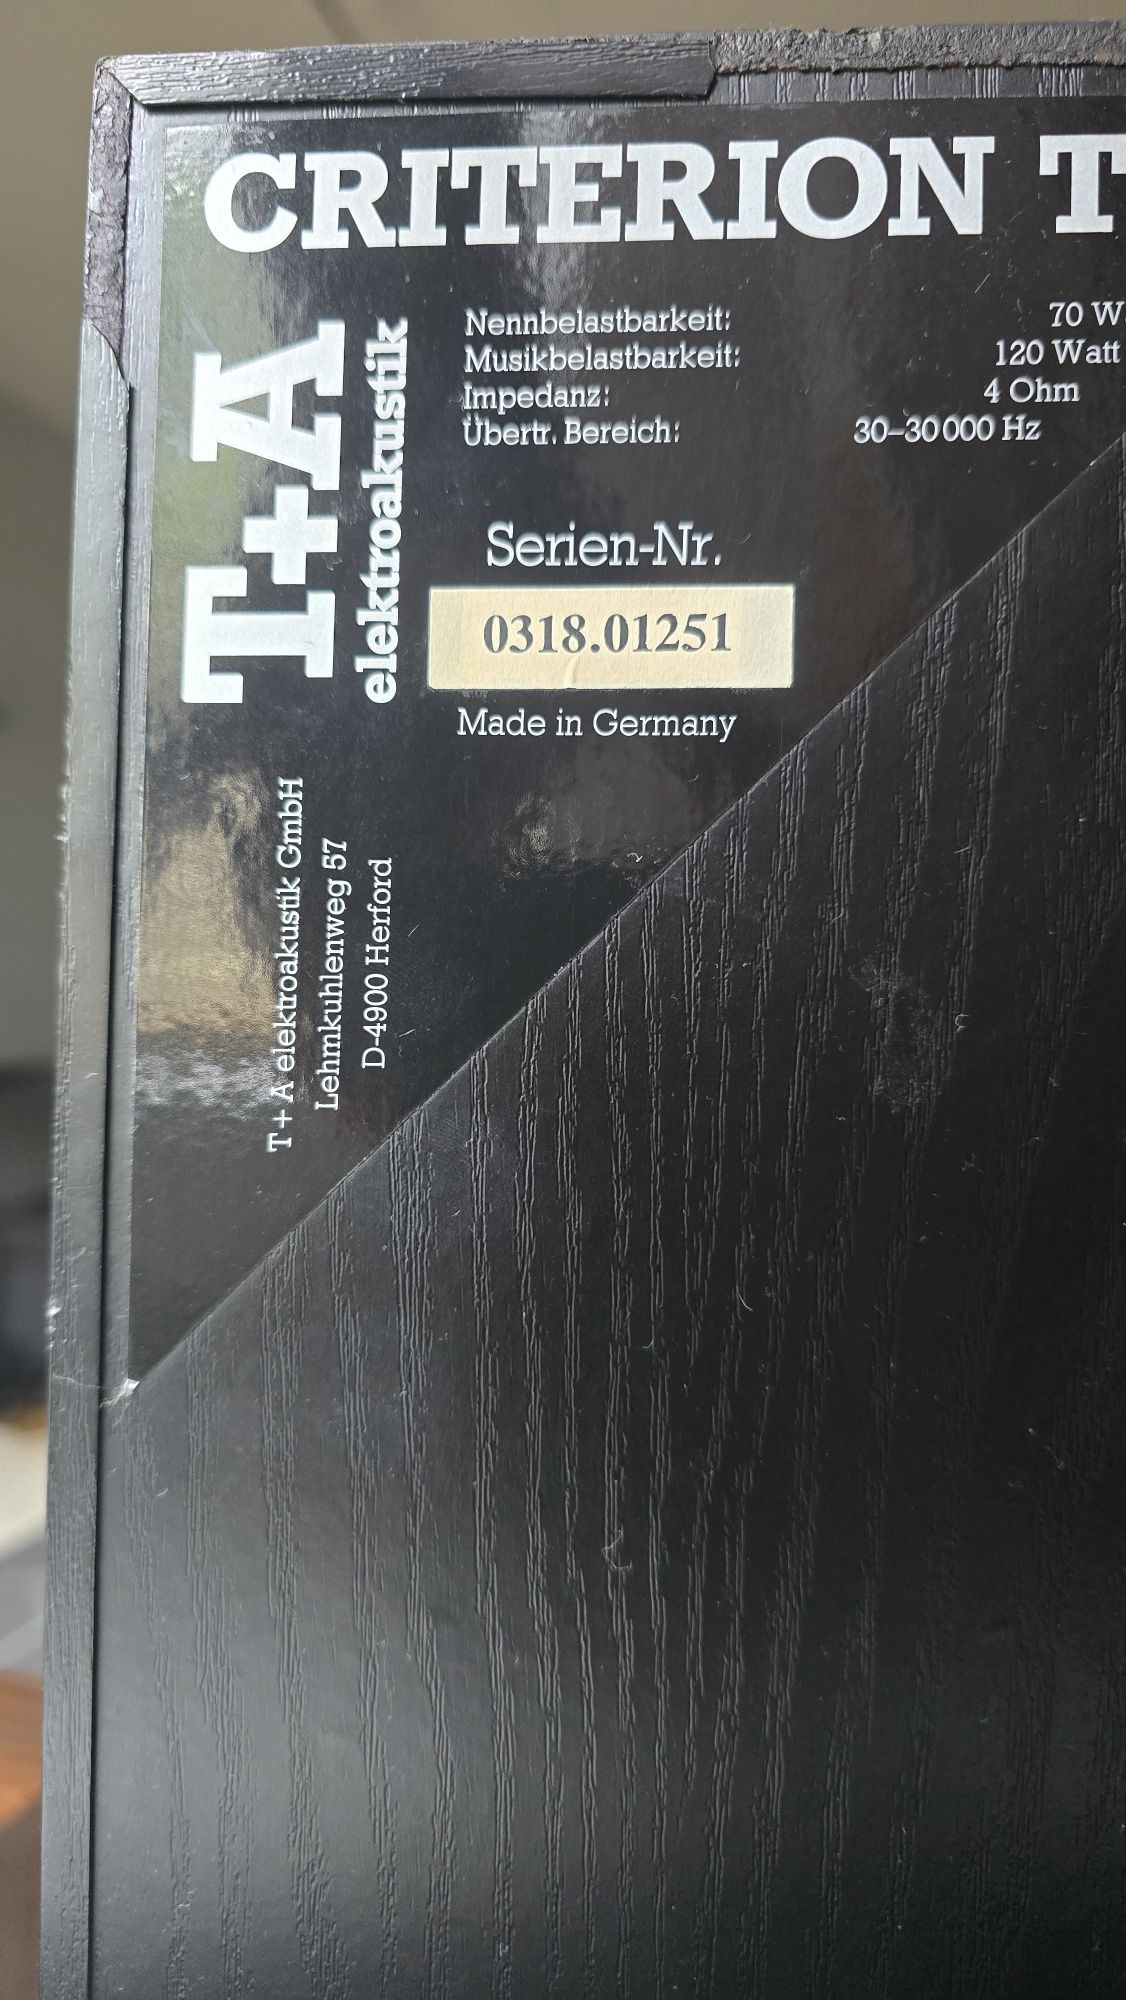 CRITERION T
T+A
elektroakustik
Nennbelastbarkeit: 70 W
Musikbelastbarkeit: 120 Watt
Impedanz: 4 Ohm
Übertr. Bereich: 30–30000 Hz
Serien-Nr.
0318.01251
Made in Germany
T + A elektroakustik GmbH
Lehmkuhlenweg 57
D-4900 Herford